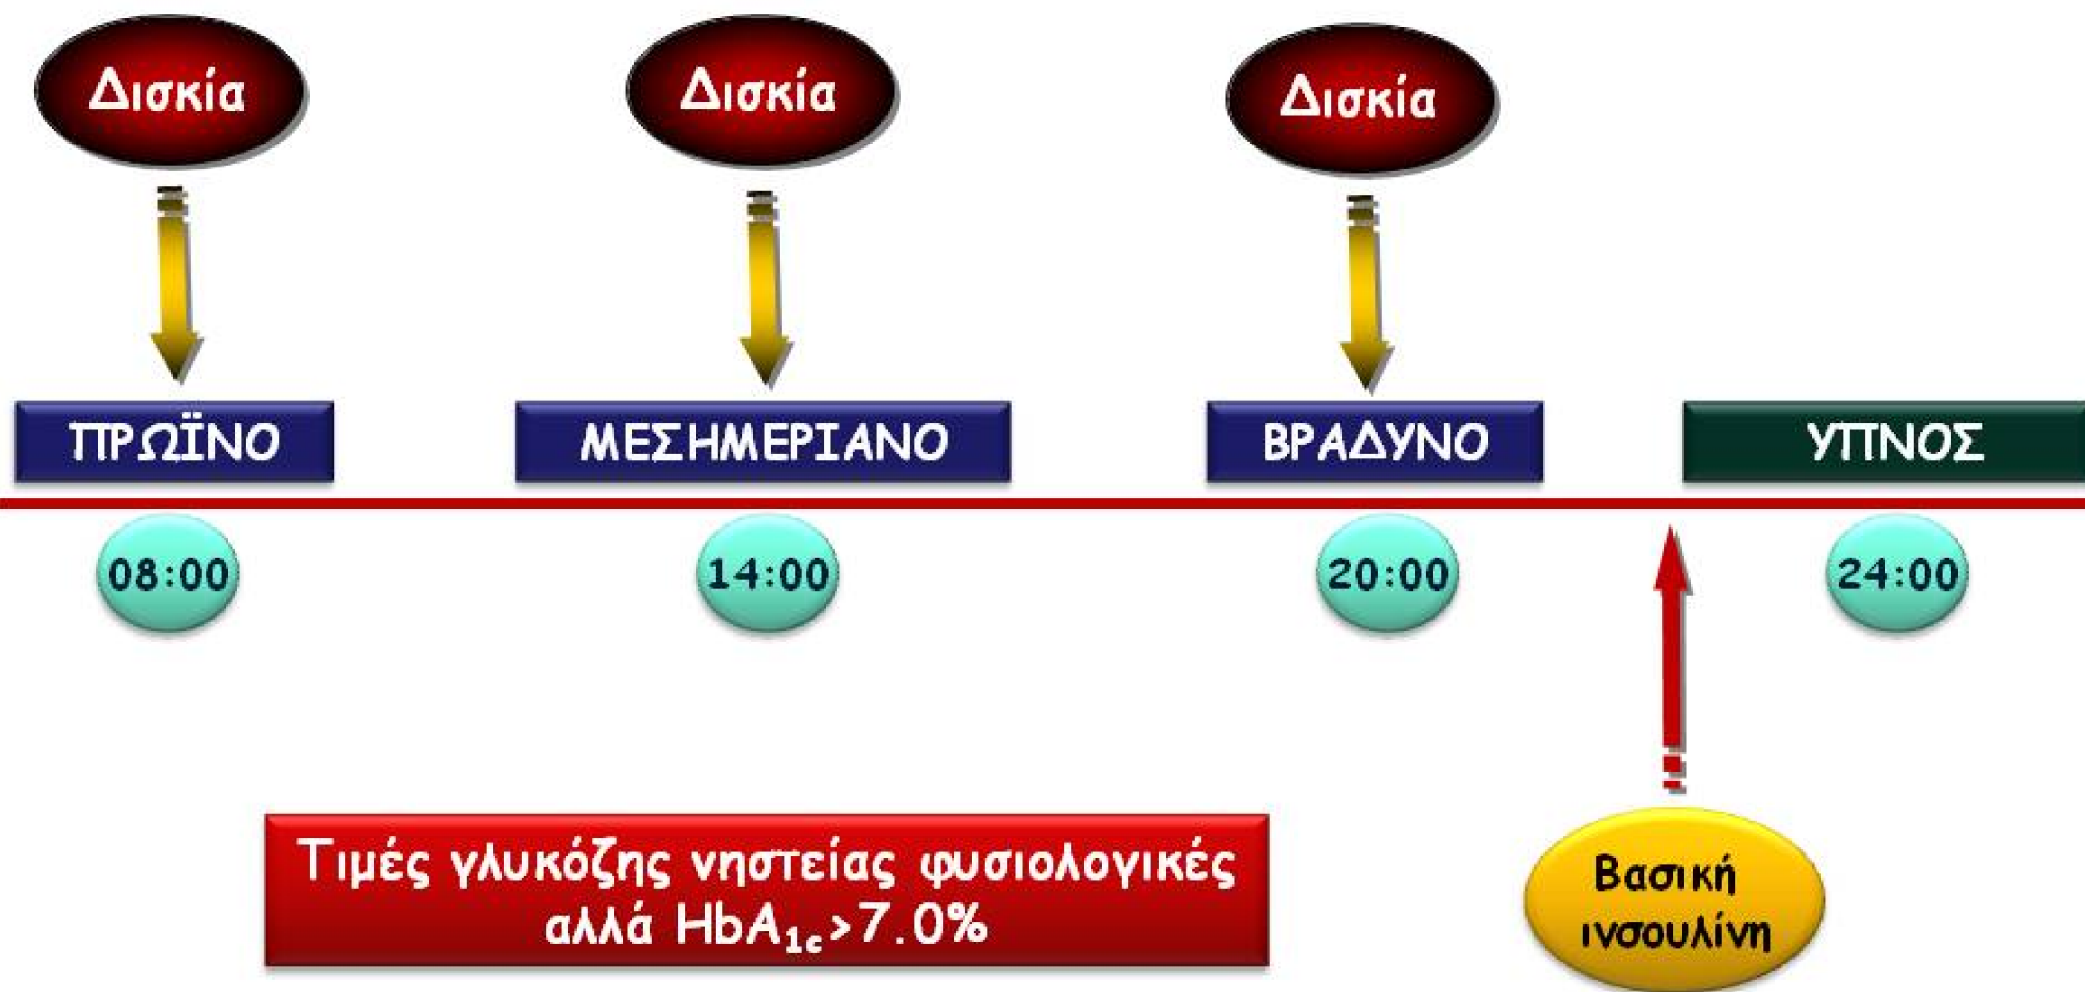 Δισκία
Δισκία
Δισκία
ΠΡΩΪΝΟ
ΜΕΣΗΜΕΡΙΑΝΟ
ΒΡΑΔΥΝΟ
ΥΠΝΟΣ
08:00
14:00
20:00
24:00
Τιμές γλυκόζης νηστείας φυσιολογικές
αλλά HbA₁c>7.0%
Βασική
ινσουλίνη